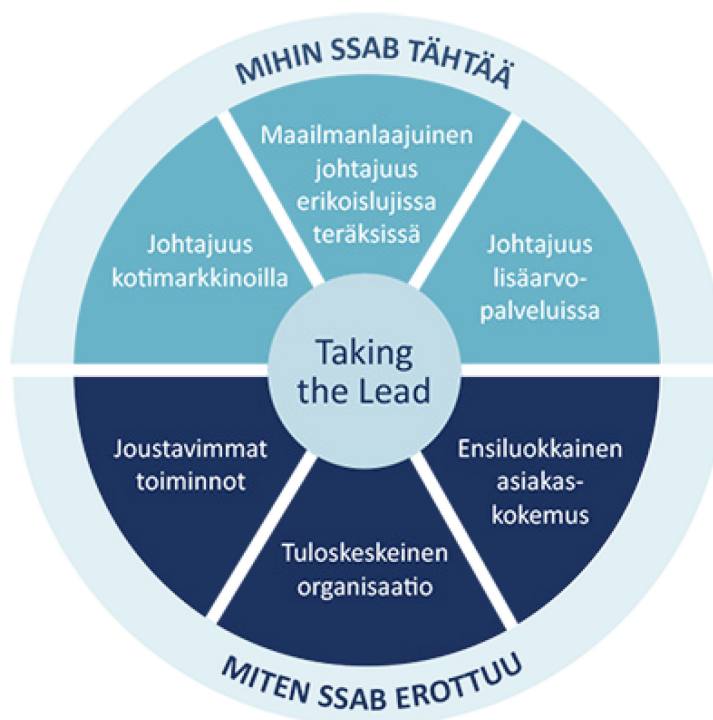 MIHIN SSAB TÄHTÄÄ
Maailmanlaajuinen
johtajuus
erikoislujissa
teräksissä
Johtajuus
kotimarkkinoilla
Johtajuus
lisäarvo-
palveluissa
Taking
the Lead
Joustavimmat
toiminnot
Ensiluokkainen
asiakas-
kokemus
Tuloskeskeinen
organisaatio
MITEN SSAB EROTTUU